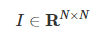 I ∈ R^{N×N}